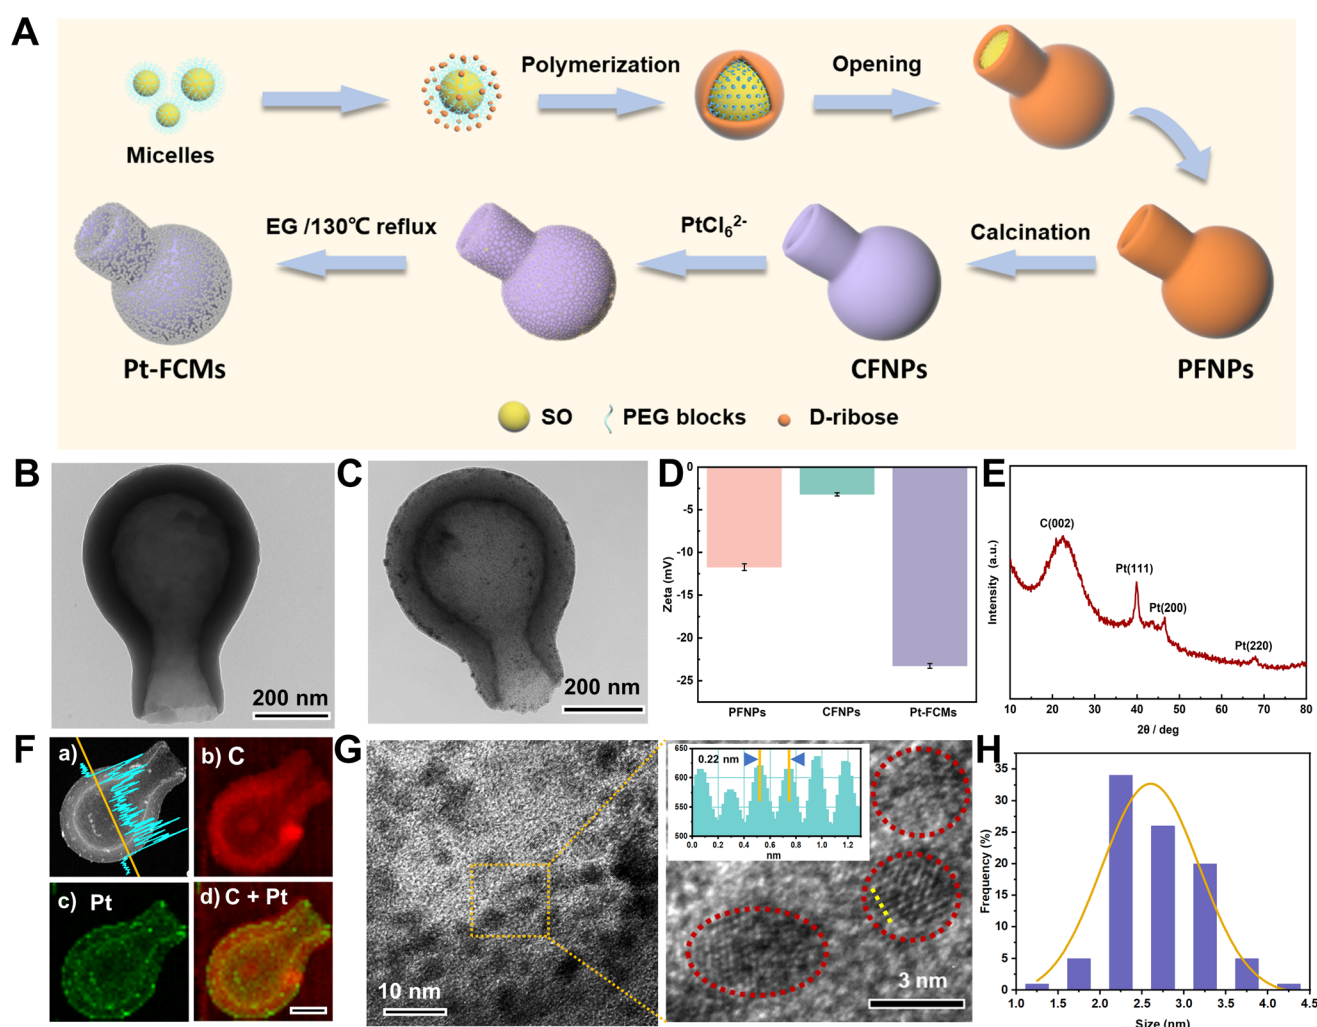 A
Polymerization
Opening
Micelles
EG /130℃ reflux
PtCl₆²⁻
Calcination
Pt-FCMs
CFNPs
PFNPs
SO
PEG blocks
D-ribose
B
200 nm
C
200 nm
D
0
-5
-10
-15
-20
-25
Zeta (mV)
PFNPs
CFNPs
Pt-FCMs
E
Intensity (a.u.)
C(002)
Pt(111)
Pt(200)
Pt(220)
10
20
30
40
50
60
70
80
2θ / deg
F
a)
b) C
c) Pt
d) C + Pt
G
10 nm
650
600
550
500
0.22 nm
0.0
0.2
0.4
0.6
0.8
1.0
1.2
nm
3 nm
H
Frequency (%)
35
30
25
20
15
10
5
0
1.0
1.5
2.0
2.5
3.0
3.5
4.0
4.5
Size (nm)